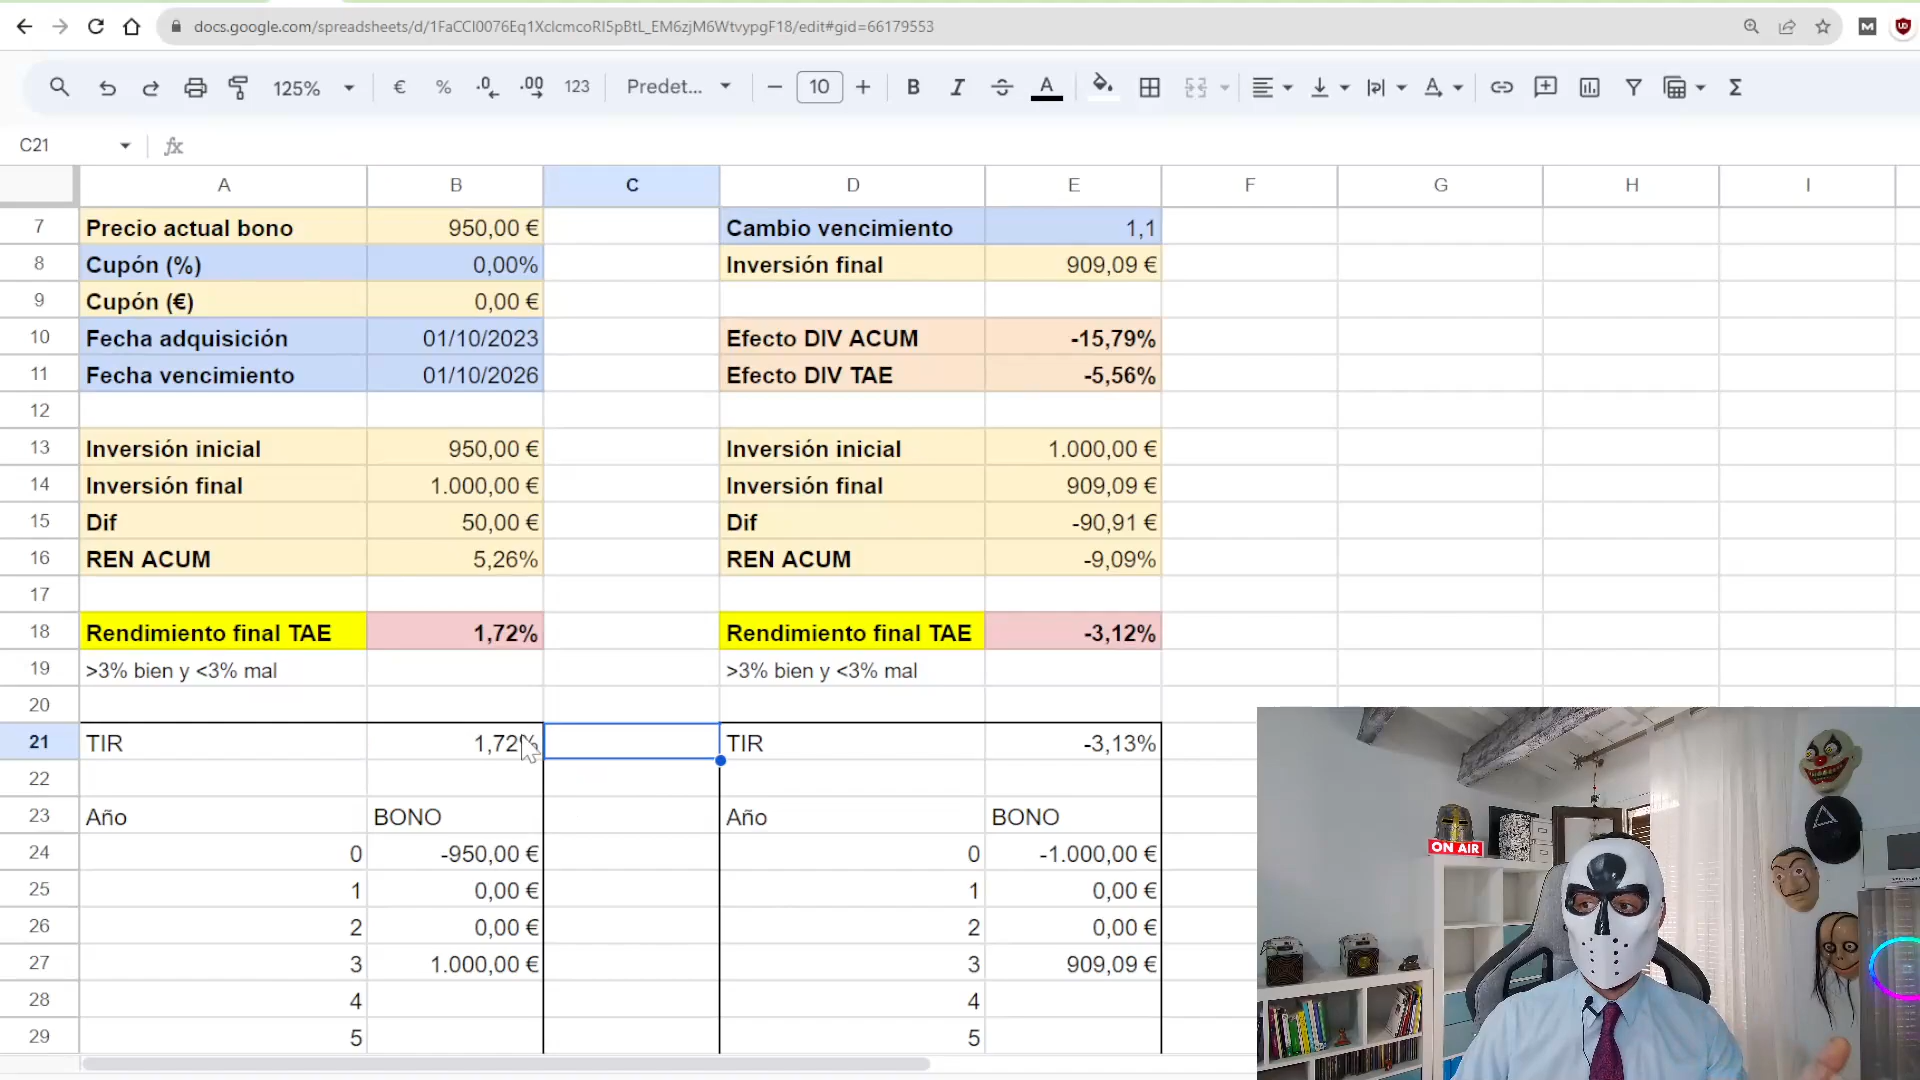 docs.google.com/spreadsheets/d/1FaCCI0076Eq1XclcmcoRI5pBtL_EM6zjM6WtvypgF18/edit#gid=66179553
125% € % .0 .00 123 Predet... 10 B I A
C21 fx
A B C D E F G H I
7 Precio actual bono 950,00 € Cambio vencimiento 1,1
8 Cupón (%) 0,00% Inversión final 909,09 €
9 Cupón (€) 0,00 €
10 Fecha adquisición 01/10/2023 Efecto DIV ACUM -15,79%
11 Fecha vencimiento 01/10/2026 Efecto DIV TAE -5,56%
12
13 Inversión inicial 950,00 € Inversión inicial 1.000,00 €
14 Inversión final 1.000,00 € Inversión final 909,09 €
15 Dif 50,00 € Dif -90,91 €
16 REN ACUM 5,26% REN ACUM -9,09%
17
18 Rendimiento final TAE 1,72% Rendimiento final TAE -3,12%
19 >3% bien y <3% mal >3% bien y <3% mal
20
21 TIR 1,72% TIR -3,13%
22
23 Año BONO Año BONO
24 0 -950,00 € 0 -1.000,00 €
25 1 0,00 € 1 0,00 €
26 2 0,00 € 2 0,00 €
27 3 1.000,00 € 3 909,09 €
28 4 4
29 5 5
ON AIR